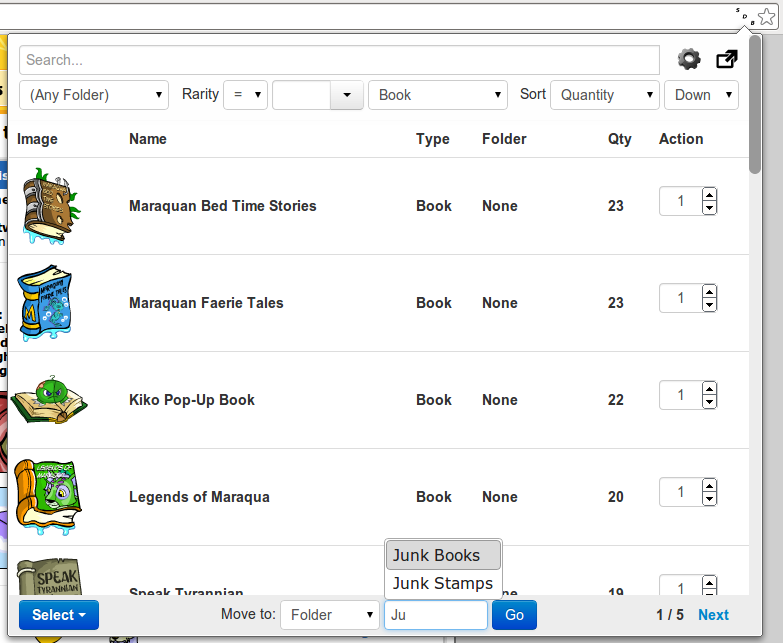 S D B
Search...
(Any Folder) Rarity = Book Sort Quantity Down
Image Name Type Folder Qty Action
Maraquan Bed Time Stories Book None 23 1
Maraquan Faerie Tales Book None 23 1
Kiko Pop-Up Book Book None 22 1
Legends of Maraqua Book None 20 1
SPEAK
TYRANNIAN
Speak Tyrannian 19 1
Junk Books
Junk Stamps
Select Move to: Folder Ju Go 1 / 5 Next